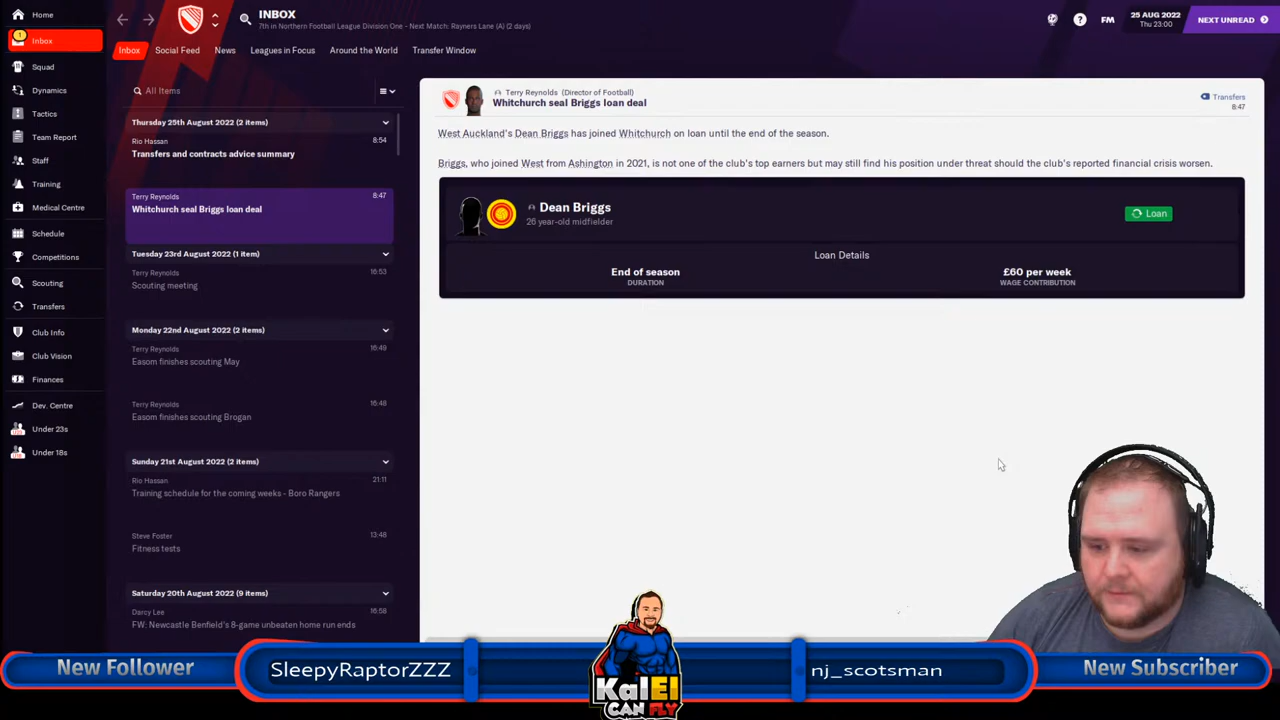 Home
INBOX
7th in Northern Football League Division One - Next Match: Rayners Lane (A) (2 days)
FM
25 AUG 2022
Thu 23:00
NEXT UNREAD
1
Inbox
Squad
Dynamics
Tactics
Team Report
Staff
Training
Medical Centre
Schedule
Competitions
Scouting
Transfers
Club Info
Club Vision
Finances
Dev. Centre
Under 23s
Under 18s
Inbox
Social Feed
News
Leagues in Focus
Around the World
Transfer Window
All Items
Thursday 25th August 2022 (2 items)
Rio Hassan 8:54
Transfers and contracts advice summary
Terry Reynolds 8:47
Whitchurch seal Briggs loan deal
Tuesday 23rd August 2022 (1 item)
Terry Reynolds 16:53
Scouting meeting
Monday 22nd August 2022 (2 items)
Terry Reynolds 16:49
Easom finishes scouting May
Terry Reynolds 16:48
Easom finishes scouting Brogan
Sunday 21st August 2022 (2 items)
Rio Hassan 21:11
Training schedule for the coming weeks - Boro Rangers
Steve Foster 13:48
Fitness tests
Saturday 20th August 2022 (9 items)
Darcy Lee 16:58
FW: Newcastle Benfield's 8-game unbeaten home run ends
Terry Reynolds (Director of Football)
Whitchurch seal Briggs loan deal
Transfers
8:47
West Auckland's Dean Briggs has joined Whitchurch on loan until the end of the season.
Briggs, who joined West from Ashington in 2021, is not one of the club's top earners but may still find his position under threat should the club's reported financial crisis worsen.
Dean Briggs
26 year-old midfielder
Loan
Loan Details
End of season
DURATION
£60 per week
WAGE CONTRIBUTION
New Follower
SleepyRaptorZZZ
KalEl
CAN FLY
nj_scotsman
New Subscriber